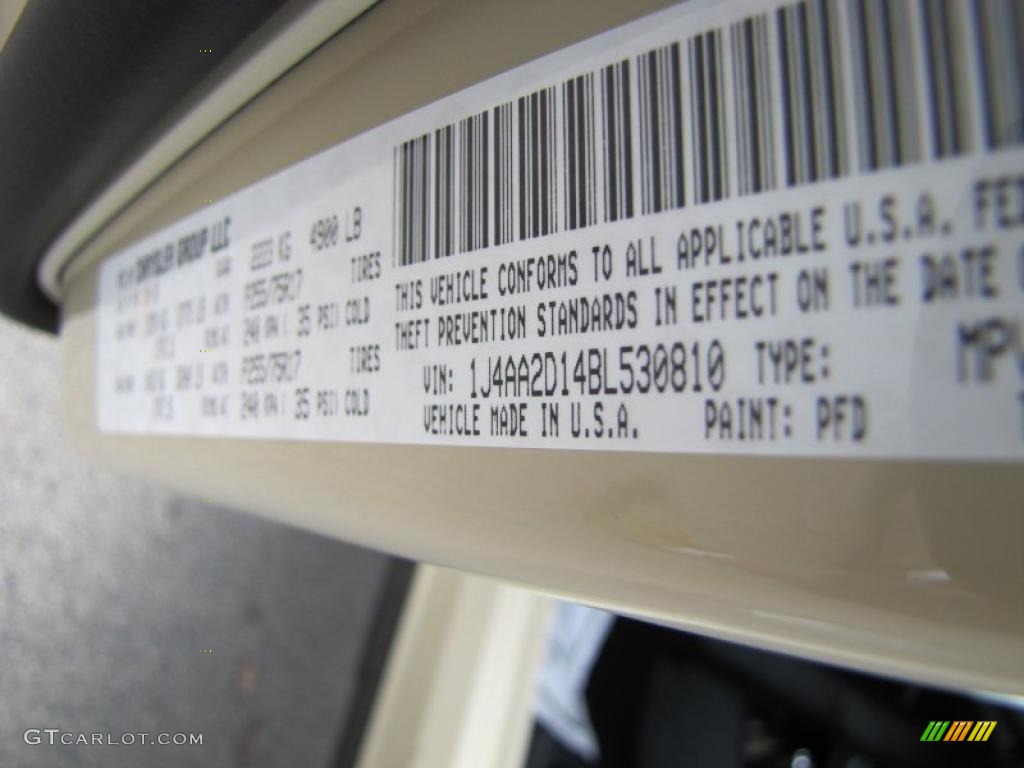 CHRYSLER GROUP LLC
2223 KG 4900 LB
P255/75R17 TIRES
240 KPA ( 35 PSI) COLD
P255/75R17 TIRES
240 KPA ( 35 PSI) COLD
THIS VEHICLE CONFORMS TO ALL APPLICABLE U.S.A.
THEFT PREVENTION STANDARDS IN EFFECT ON THE DATE
VIN: 1J4AA2D14BL530810 TYPE: MPV
VEHICLE MADE IN U.S.A. PAINT: PFD
GTCARLOT.COM